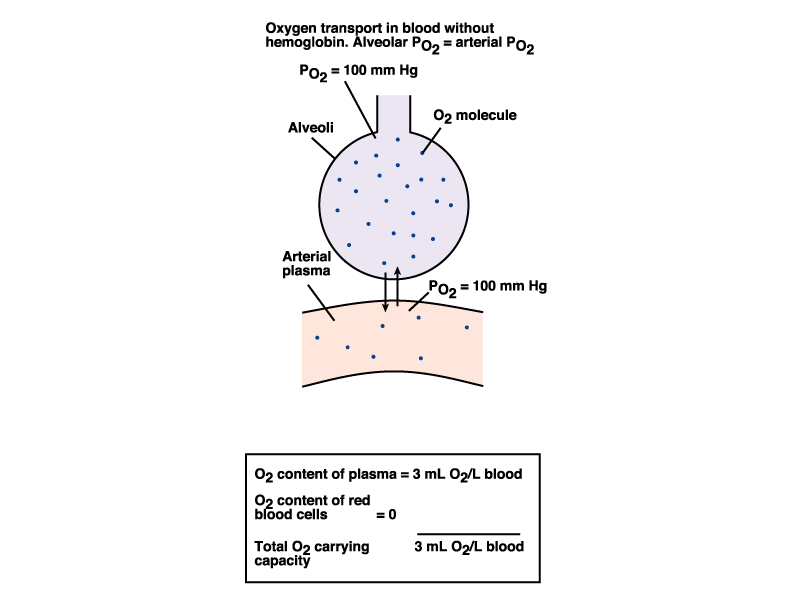 Oxygen transport in blood without
hemoglobin. Alveolar PO2 = arterial PO2
PO2 = 100 mm Hg
O2 molecule
Alveoli
Arterial
plasma
PO2 = 100 mm Hg
O2 content of plasma = 3 mL O2/L blood
O2 content of red
blood cells = 0
Total O2 carrying 3 mL O2/L blood
capacity